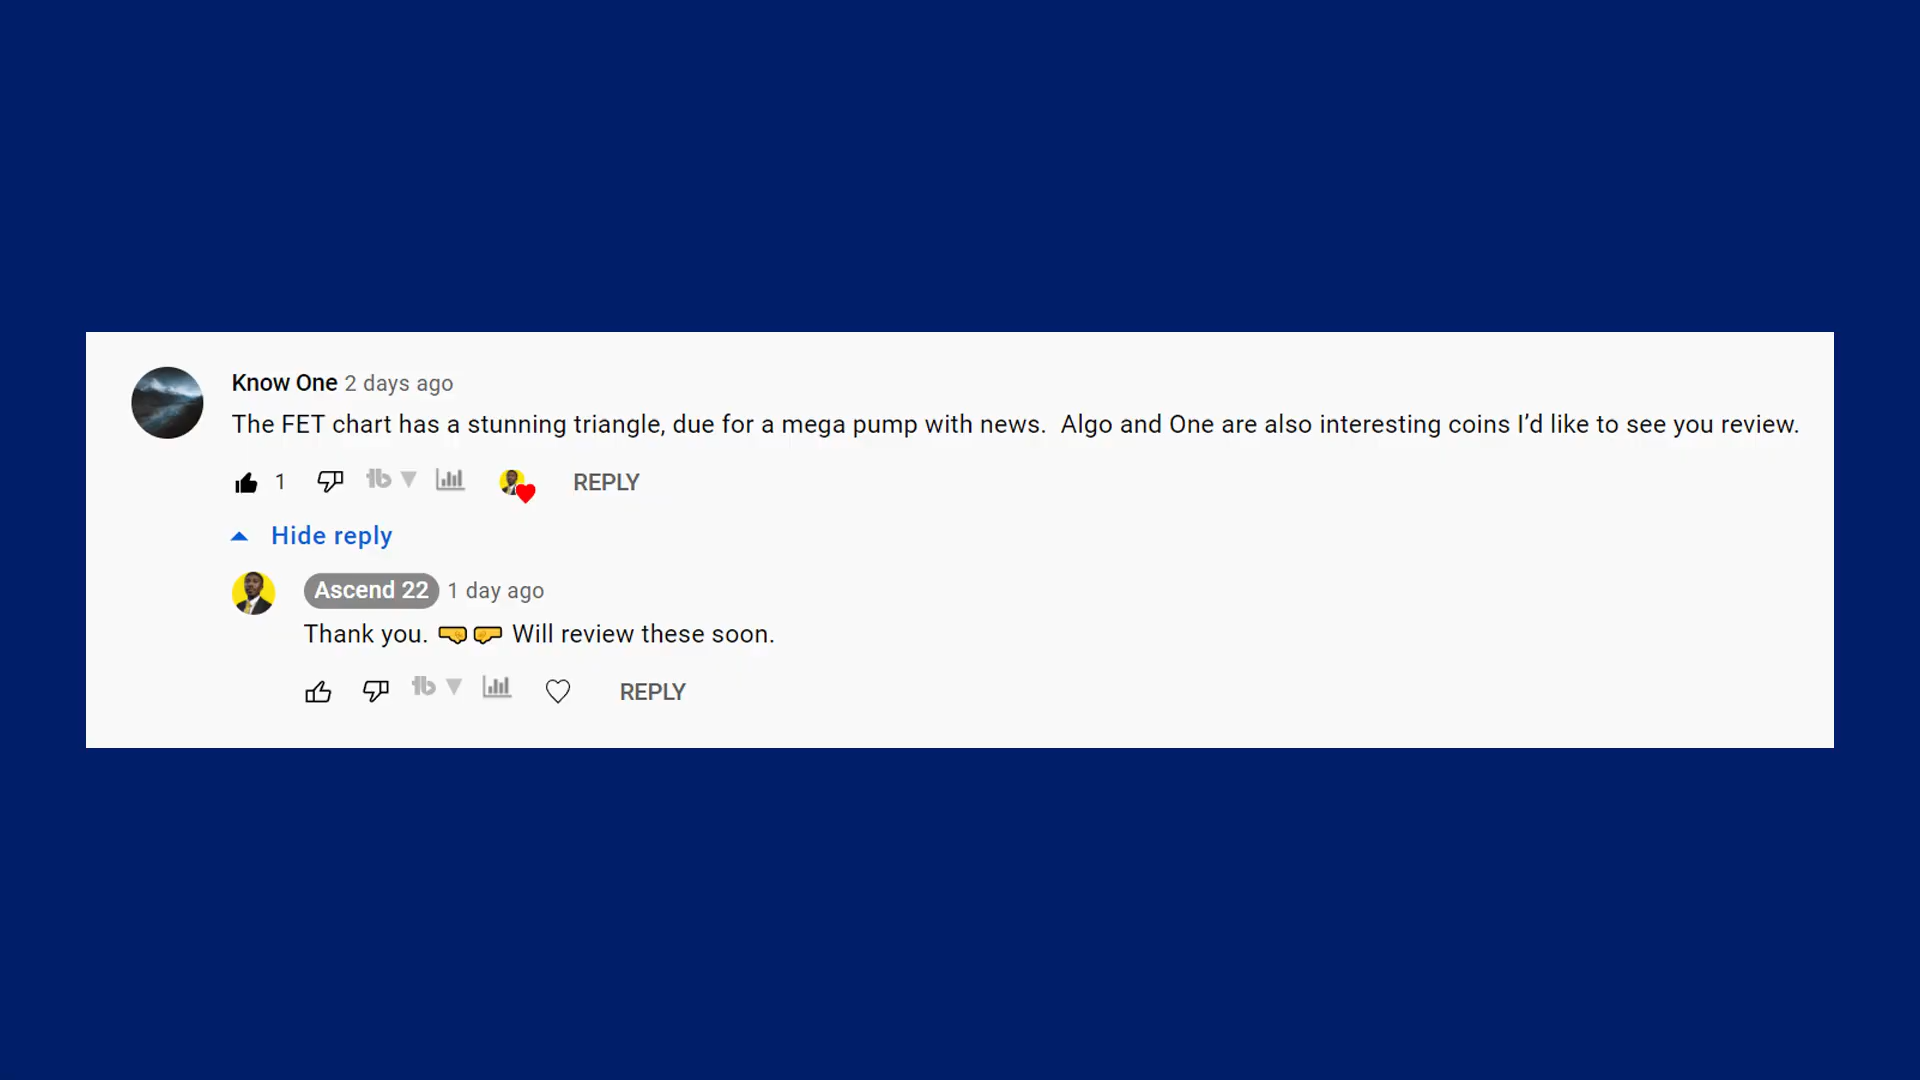 Know One 2 days ago
The FET chart has a stunning triangle, due for a mega pump with news.  Algo and One are also interesting coins I’d like to see you review.
1 tb REPLY
Hide reply
Ascend 22 1 day ago
Thank you. 🤜🤛 Will review these soon.
tb REPLY